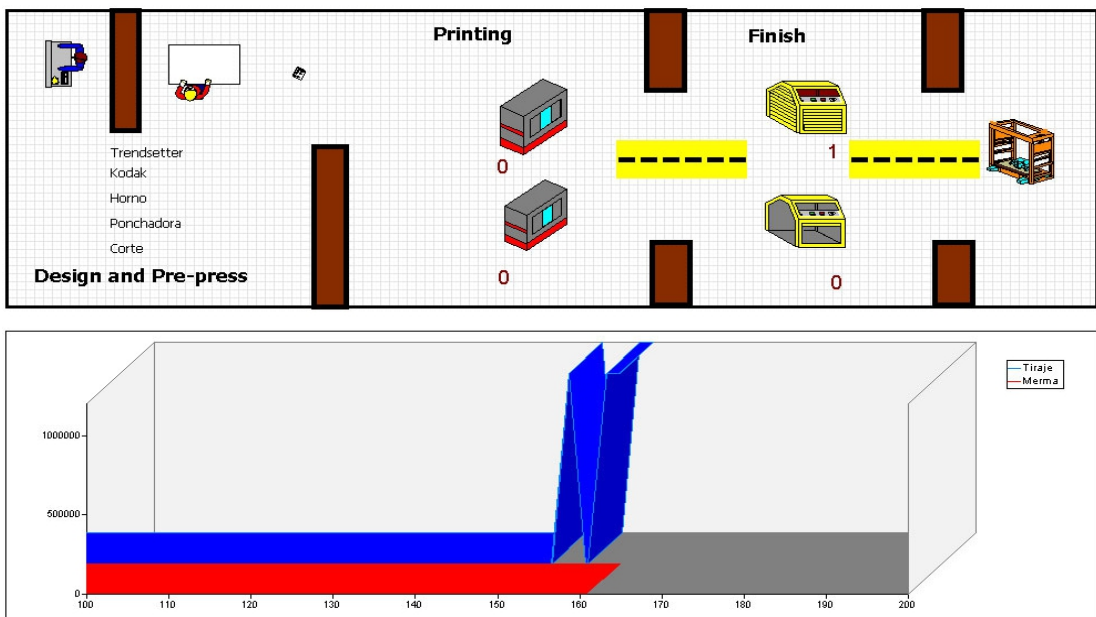 Printing
Finish
Trendsetter
Kodak
Horno
Ponchadora
Corte
Design and Pre-press
0
1
0
0
Tiraje
Merma
1000000
500000
0
100 110 120 130 140 150 160 170 180 190 200